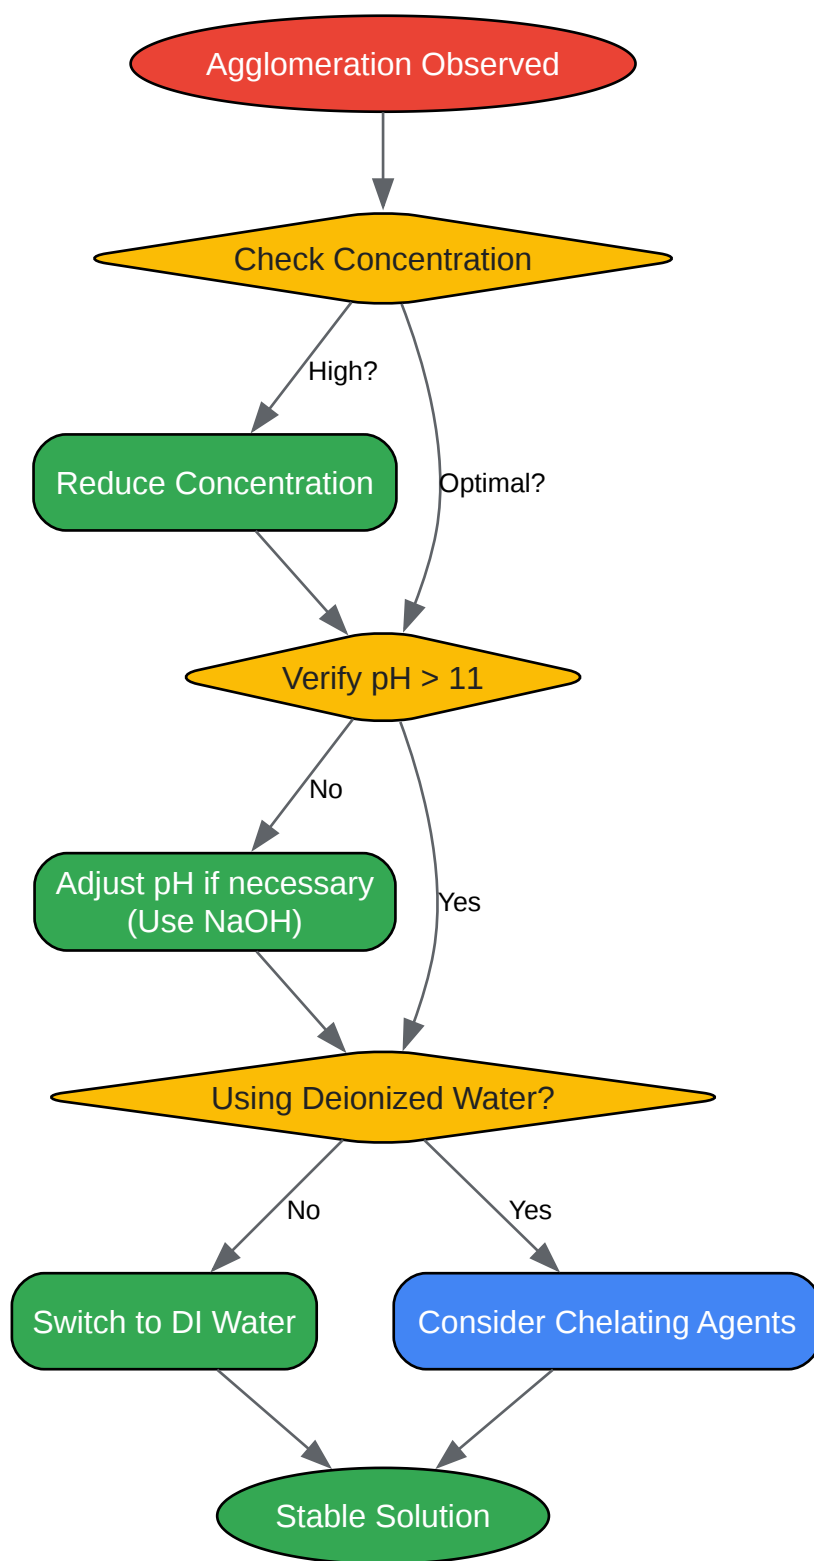 Agglomeration Observed
Check Concentration
High?
Reduce Concentration
Optimal?
Verify pH > 11
No
Adjust pH if necessary
(Use NaOH)
Yes
Using Deionized Water?
No
Yes
Switch to DI Water
Consider Chelating Agents
Stable Solution